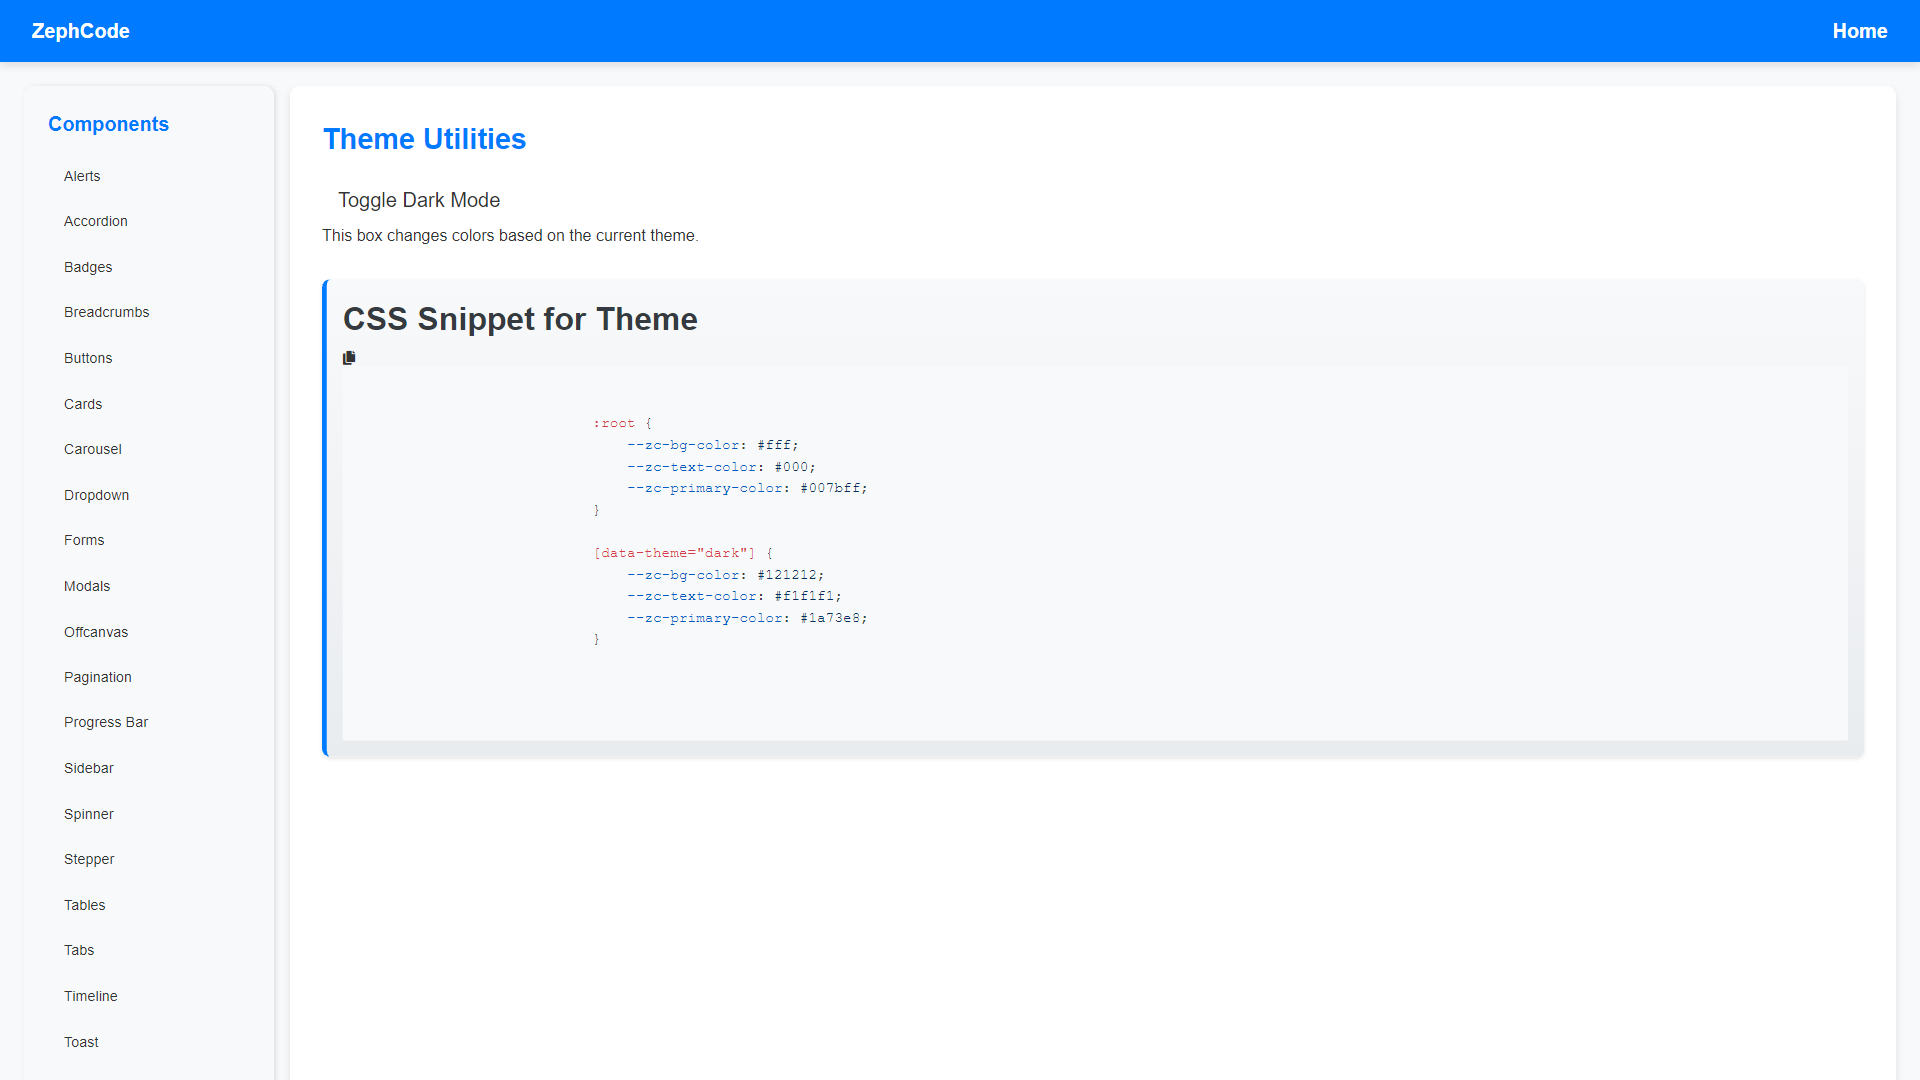 ZephCode
Home
Components
Alerts
Accordion
Badges
Breadcrumbs
Buttons
Cards
Carousel
Dropdown
Forms
Modals
Offcanvas
Pagination
Progress Bar
Sidebar
Spinner
Stepper
Tables
Tabs
Timeline
Toast
Theme Utilities
Toggle Dark Mode
This box changes colors based on the current theme.
CSS Snippet for Theme
:root {
    --zc-bg-color: #fff;
    --zc-text-color: #000;
    --zc-primary-color: #007bff;
}
[data-theme="dark"] {
    --zc-bg-color: #121212;
    --zc-text-color: #f1f1f1;
    --zc-primary-color: #1a73e8;
}